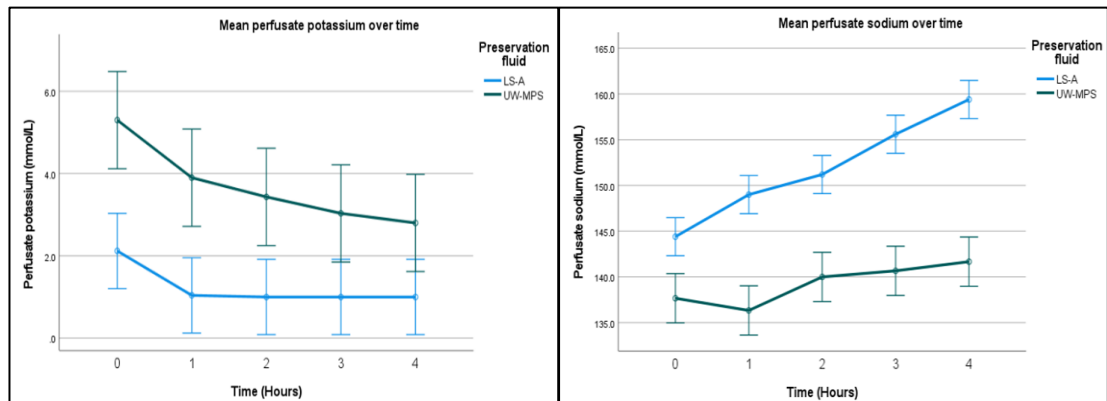 Mean perfusate potassium over time
Preservation
fluid
LS-A
UW-MPS
Perfusate potassium (mmol/L)
6.0
4.0
2.0
.0
0 1 2 3 4
Time (Hours)
Mean perfusate sodium over time
Preservation
fluid
LS-A
UW-MPS
Perfusate sodium (mmol/L)
165.0
160.0
155.0
150.0
145.0
140.0
135.0
0 1 2 3 4
Time (Hours)